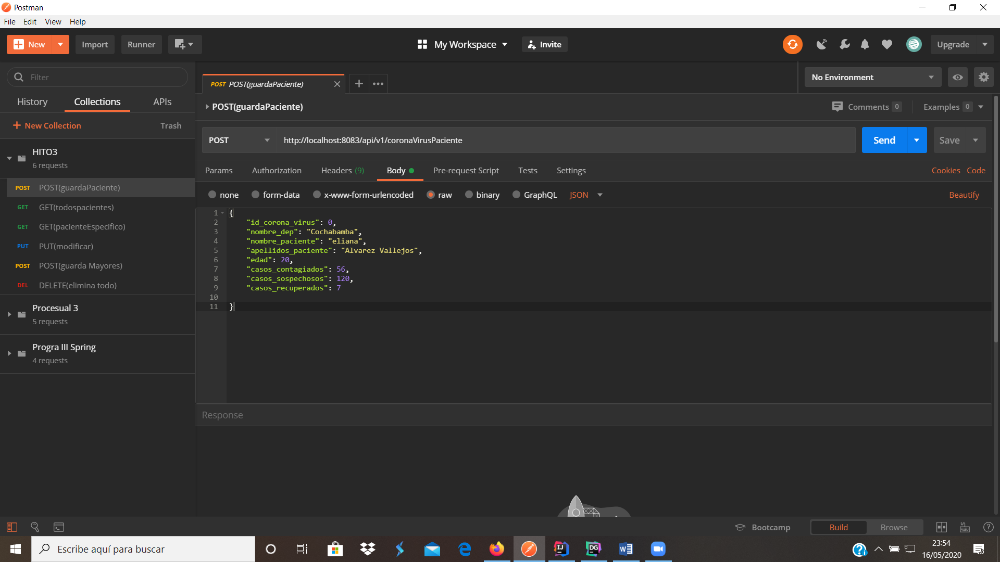 Postman
File Edit View Help
New Import Runner My Workspace Invite Upgrade
Filter
History Collections APIs
New Collection Trash
HITO3
6 requests
POST POST(guardaPaciente)
GET GET(todospacientes)
GET GET(pacienteEspecifico)
PUT PUT(modificar)
POST POST(guarda Mayores)
DEL DELETE(elimina todo)
Procesual 3
5 requests
Progra III Spring
4 requests
POST POST(guardaPaciente)
No Environment
POST(guardaPaciente)
Comments 0 Examples 0
POST http://localhost:8083/api/v1/coronaVirusPaciente Send Save
Params Authorization Headers (9) Body Pre-request Script Tests Settings Cookies Code
none form-data x-www-form-urlencoded raw binary GraphQL JSON Beautify
1 {
2 "id_corona_virus": 0,
3 "nombre_dep": "Cochabamba",
4 "nombre_paciente": "eliana",
5 "apellidos_paciente": "Alvarez Vallejos",
6 "edad": 20,
7 "casos_contagiados": 56,
8 "casos_sospechosos": 120,
9 "casos_recuperados": 7
10
11 }
Response
Bootcamp Build Browse
Escribe aquí para buscar
IJ
DG
23:54
16/05/2020